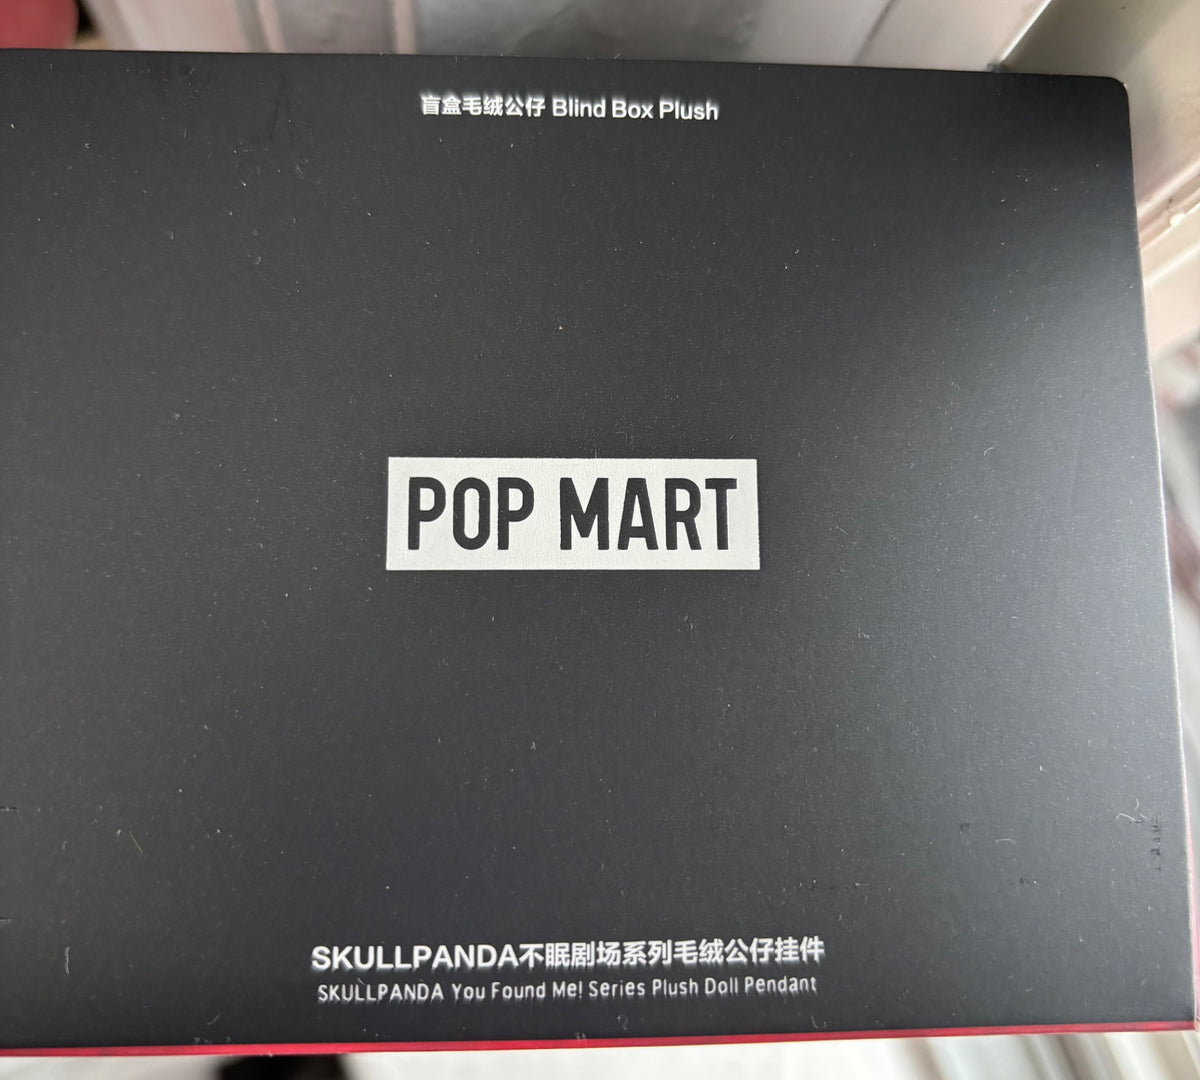 盲盒毛绒公仔 Blind Box Plush
POP MART
SKULLPANDA不眠剧场系列毛绒公仔挂件
SKULLPANDA You Found Me! Series Plush Doll Pendant